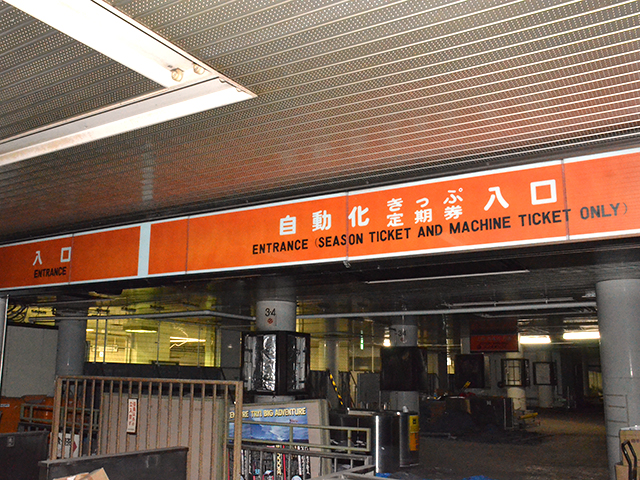 入口
ENTRANCE
自動化 きっぷ 定期券 入口
ENTRANCE (SEASON TICKET AND MACHINE TICKET ONLY)
34
TAKE BIG ADVENTURE